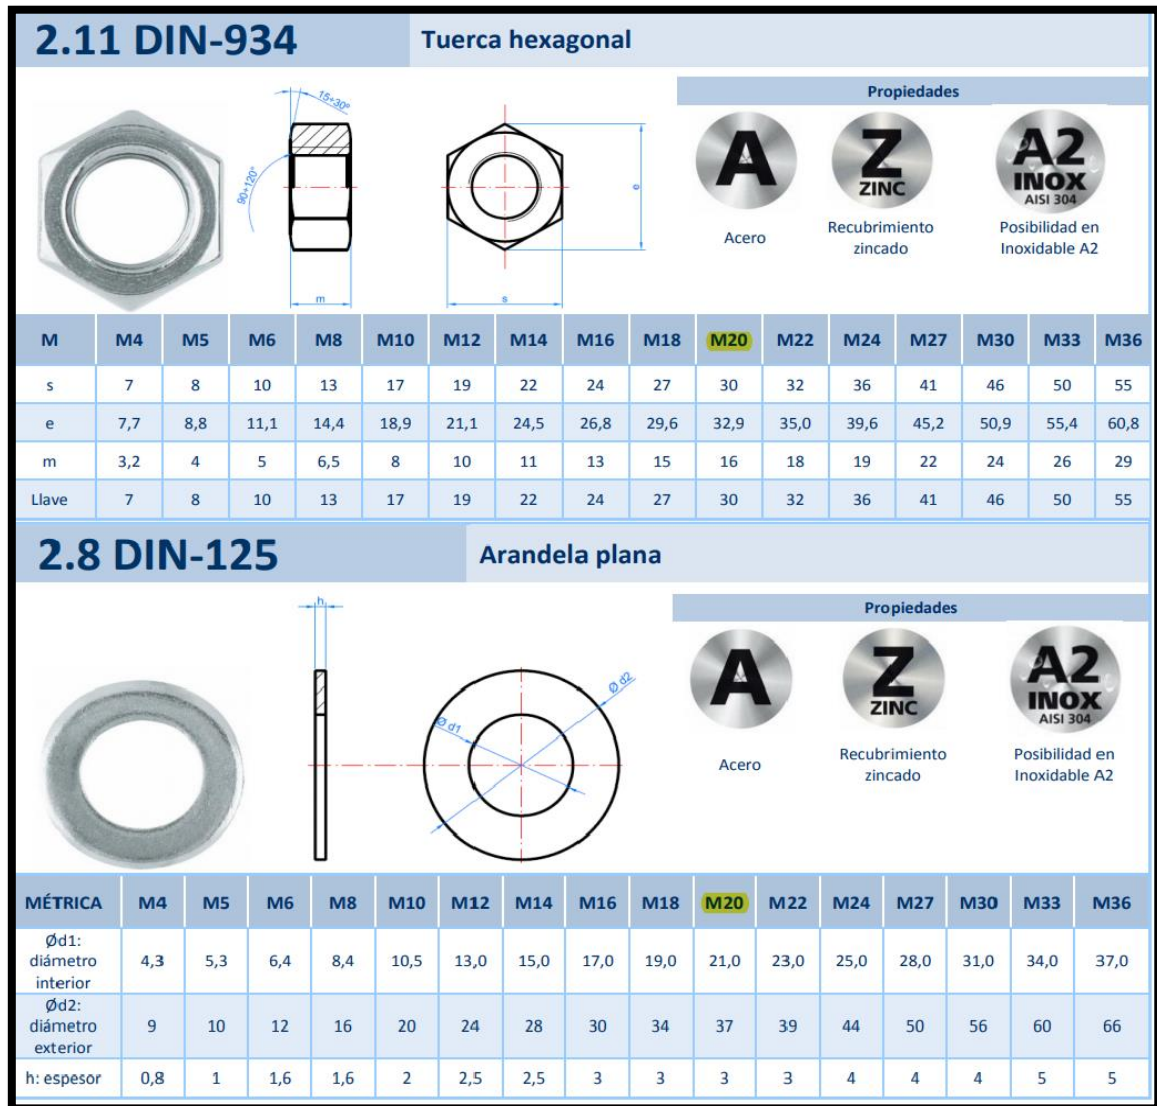 2.11 DIN-934
Tuerca hexagonal
Propiedades
15÷30°
90÷120°
e
m
s
A
Z
ZINC
A2
INOX
AISI 304
Acero
Recubrimiento
zincado
Posibilidad en
Inoxidable A2
M M4 M5 M6 M8 M10 M12 M14 M16 M18 M20 M22 M24 M27 M30 M33 M36
s 7 8 10 13 17 19 22 24 27 30 32 36 41 46 50 55
e 7,7 8,8 11,1 14,4 18,9 21,1 24,5 26,8 29,6 32,9 35,0 39,6 45,2 50,9 55,4 60,8
m 3,2 4 5 6,5 8 10 11 13 15 16 18 19 22 24 26 29
Llave 7 8 10 13 17 19 22 24 27 30 32 36 41 46 50 55
2.8 DIN-125
Arandela plana
Propiedades
h
Ø d1
Ø d2
A
Z
ZINC
A2
INOX
AISI 304
Acero
Recubrimiento
zincado
Posibilidad en
Inoxidable A2
MÉTRICA M4 M5 M6 M8 M10 M12 M14 M16 M18 M20 M22 M24 M27 M30 M33 M36
Ød1:
diámetro
interior
4,3 5,3 6,4 8,4 10,5 13,0 15,0 17,0 19,0 21,0 23,0 25,0 28,0 31,0 34,0 37,0
Ød2:
diámetro
exterior
9 10 12 16 20 24 28 30 34 37 39 44 50 56 60 66
h: espesor 0,8 1 1,6 1,6 2 2,5 2,5 3 3 3 3 4 4 4 5 5